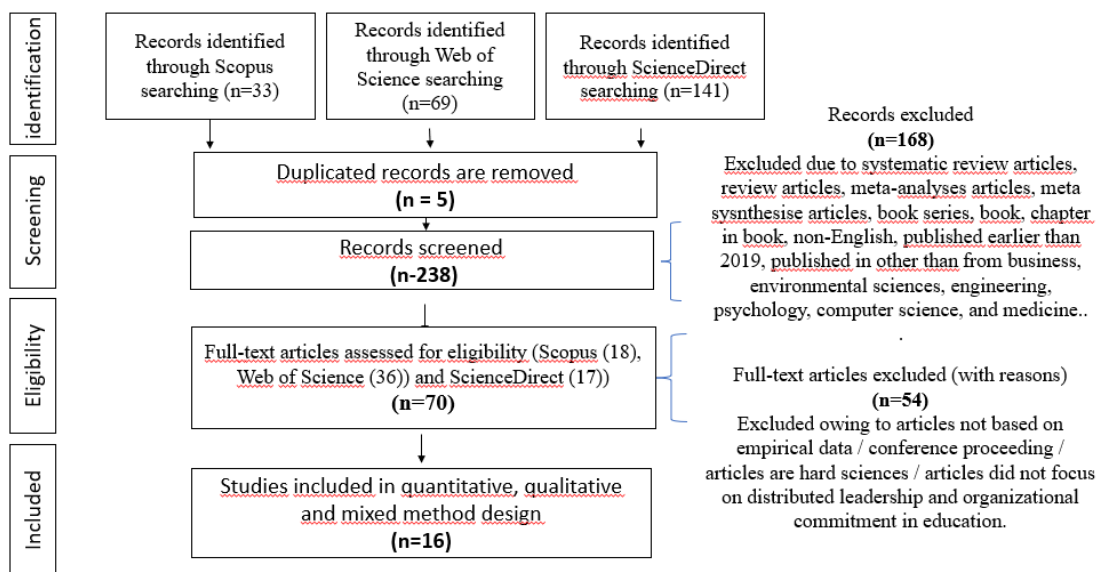 identification
Records identified
through Scopus
searching (n=33)
Records identified
through Web of
Science searching
(n=69)
Records identified
through ScienceDirect
searching (n=141)
Screening
Duplicated records are removed
(n = 5)
Records screened
(n-238)
Records excluded
(n=168)
Excluded due to systematic review articles,
review articles, meta-analyses articles, meta
sysnthesise articles, book series, book, chapter
in book, non-English, published earlier than
2019, published in other than from business,
environmental sciences, engineering,
psychology, computer science, and medicine..
.
Eligibility
Full-text articles assessed for eligibility (Scopus (18),
Web of Science (36)) and ScienceDirect (17))
(n=70)
Full-text articles excluded (with reasons)
(n=54)
Excluded owing to articles not based on
empirical data / conference proceeding /
articles are hard sciences / articles did not focus
on distributed leadership and organizational
commitment in education.
Included
Studies included in quantitative, qualitative
and mixed method design
(n=16)